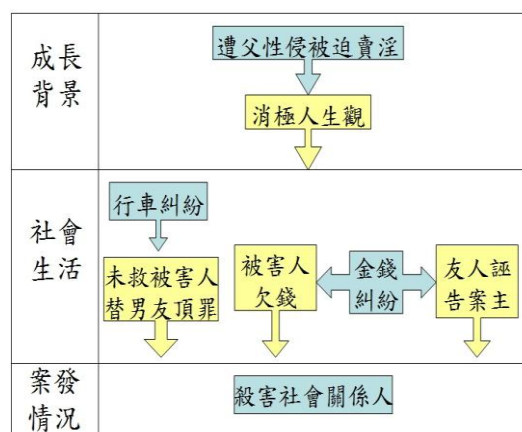 成長
背景
遭父性侵被迫賣淫
消極人生觀
社會
生活
行車糾紛
未救被害人
替男友頂罪
被害人
欠錢
金錢
糾紛
友人誣
告案主
案發
情況
殺害社會關係人